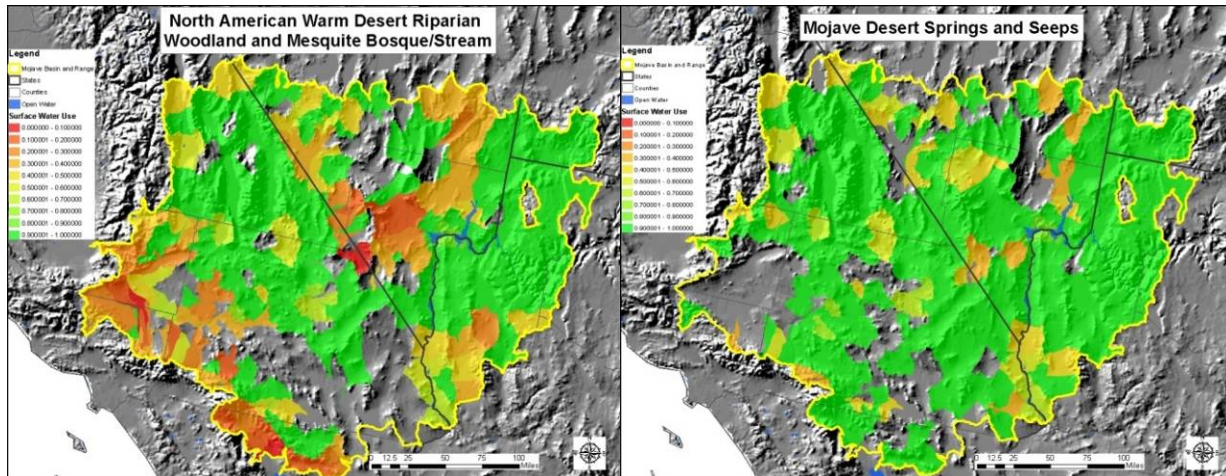 North American Warm Desert Riparian
Woodland and Mesquite Bosque/Stream
Legend
Mojave Basin and Range
States
Counties
Open Water
Surface Water Use
0.000000 - 0.100000
0.100001 - 0.200000
0.200001 - 0.300000
0.300001 - 0.400000
0.400001 - 0.500000
0.500001 - 0.600000
0.600001 - 0.700000
0.700001 - 0.800000
0.800001 - 0.900000
0.900001 - 1.000000
0 12.5 25 50 75 100
Miles
Mojave Desert Springs and Seeps
Legend
Mojave Basin and Range
States
Counties
Open Water
Surface Water Use
0.000000 - 0.100000
0.100001 - 0.200000
0.200001 - 0.300000
0.300001 - 0.400000
0.400001 - 0.500000
0.500001 - 0.600000
0.600001 - 0.700000
0.700001 - 0.800000
0.800001 - 0.900000
0.900001 - 1.000000
0 12.5 25 50 75 100
Miles